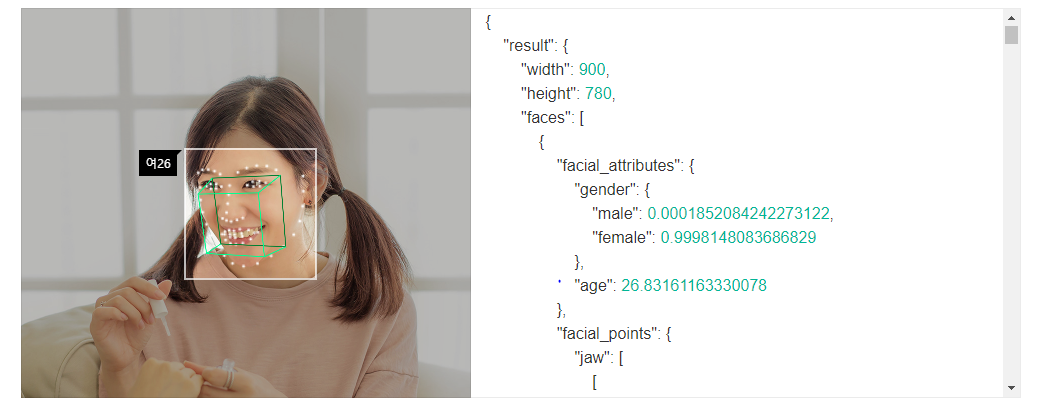 여26
{
"result": {
"width": 900,
"height": 780,
"faces": [
{
"facial_attributes": {
"gender": {
"male": 0.0001852084242273122,
"female": 0.9998148083686829
},
"age": 26.83161163330078
},
"facial_points": {
"jaw": [
[